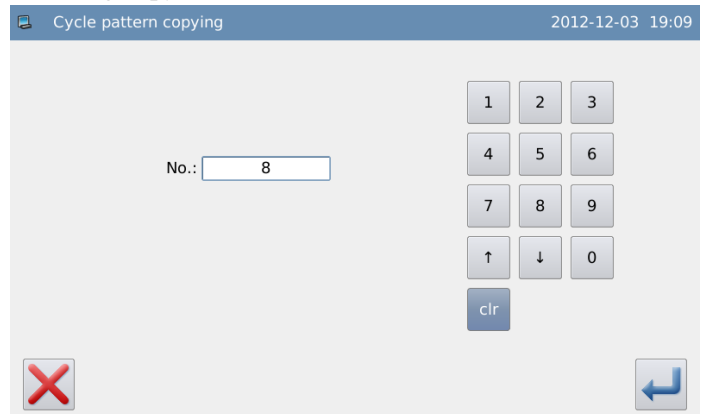 Cycle pattern copying 2012-12-03 19:09
1 2 3
4 5 6
No.: 8
7 8 9
↑ ↓ 0
clr